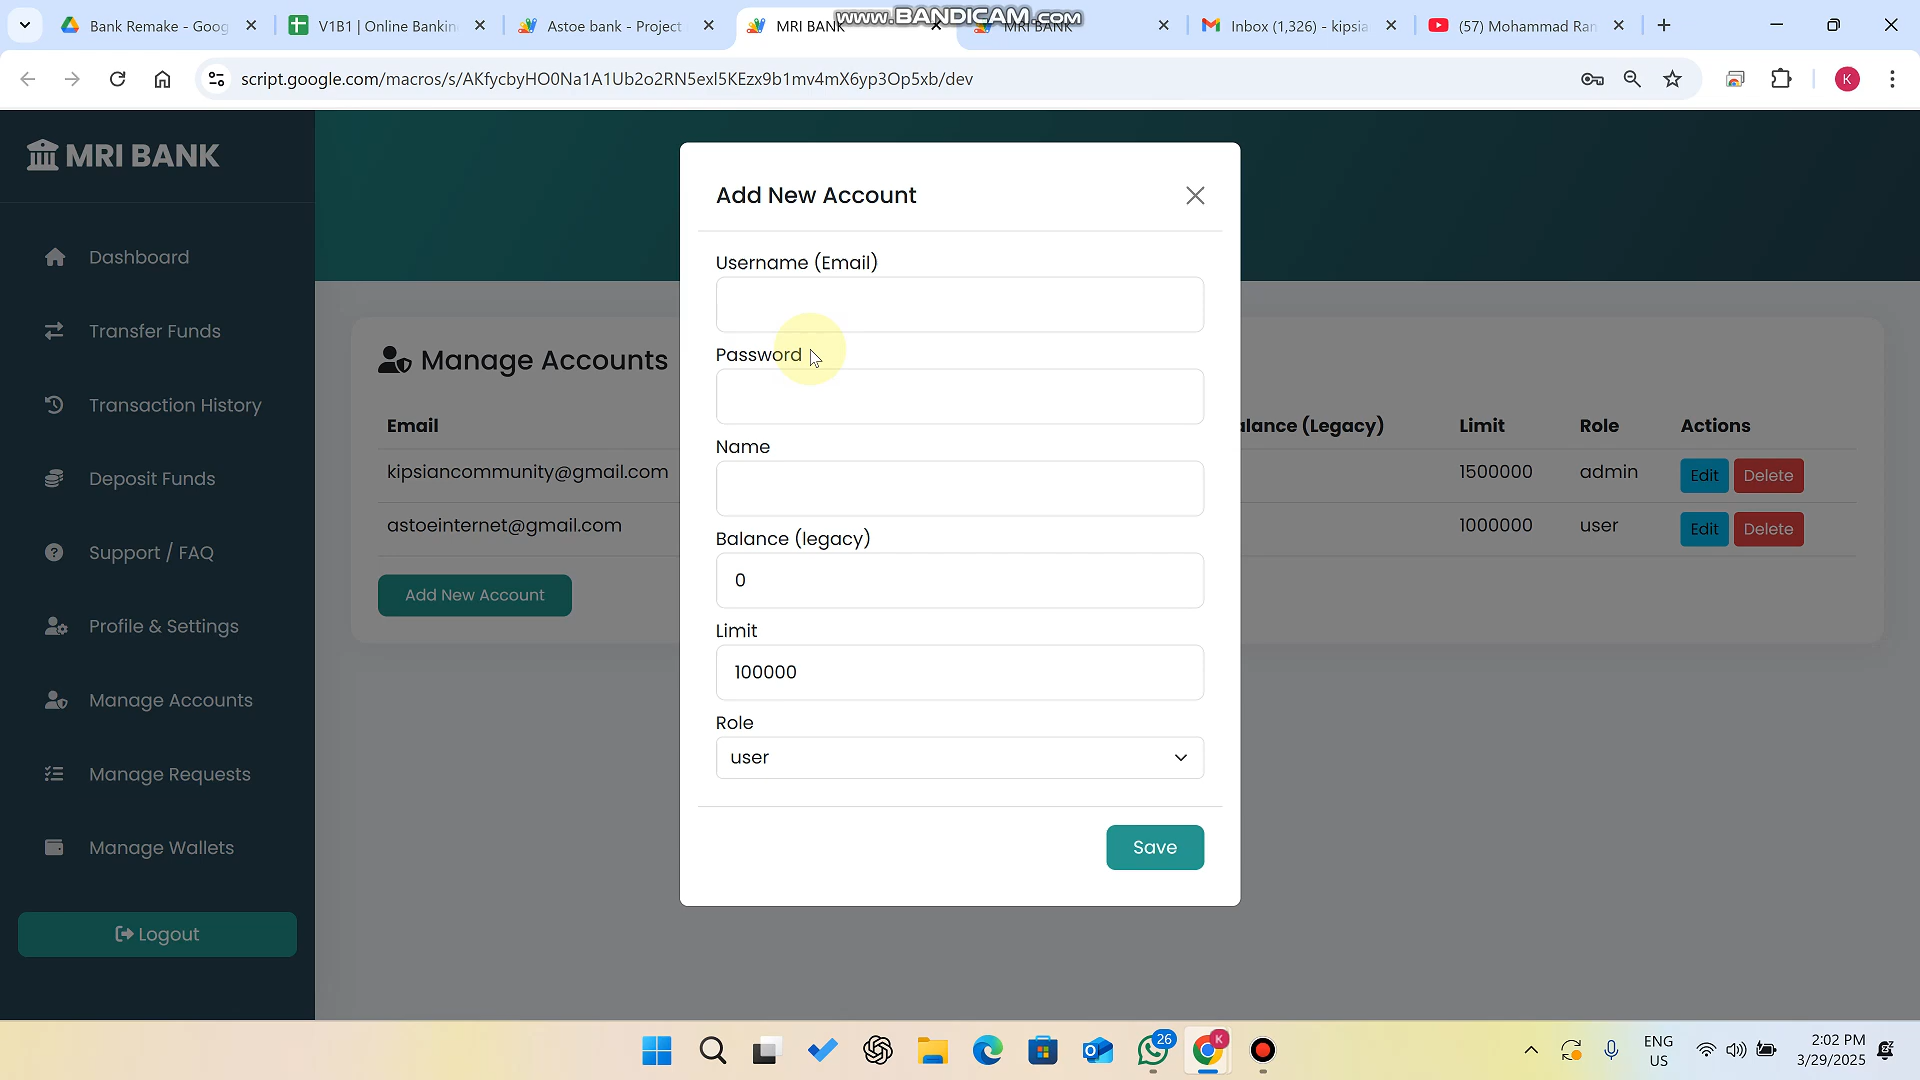 Bank Remake - Goog
V1B1 | Online Bankin
Astoe bank - Project
MRI BANK
www.BANDICAM.com
MRI BANK
Inbox (1,326) - kipsia
(57) Mohammad Ran
script.google.com/macros/s/AKfycbyHO0Na1A1Ub2o2RN5exI5KEzx9b1mv4mX6yp3Op5xb/dev
K
MRI BANK
Dashboard
Transfer Funds
Transaction History
Deposit Funds
Support / FAQ
Profile & Settings
Manage Accounts
Manage Requests
Manage Wallets
Logout
Manage Accounts
Email
alance (Legacy)
Limit
Role
Actions
kipsiancommunity@gmail.com
1500000
admin
Edit
Delete
astoeinternet@gmail.com
1000000
user
Edit
Delete
Add New Account
Add New Account
Username (Email)
Password
Name
Balance (legacy)
0
Limit
100000
Role
user
Save
26
K
ENG
US
2:02 PM
3/29/2025